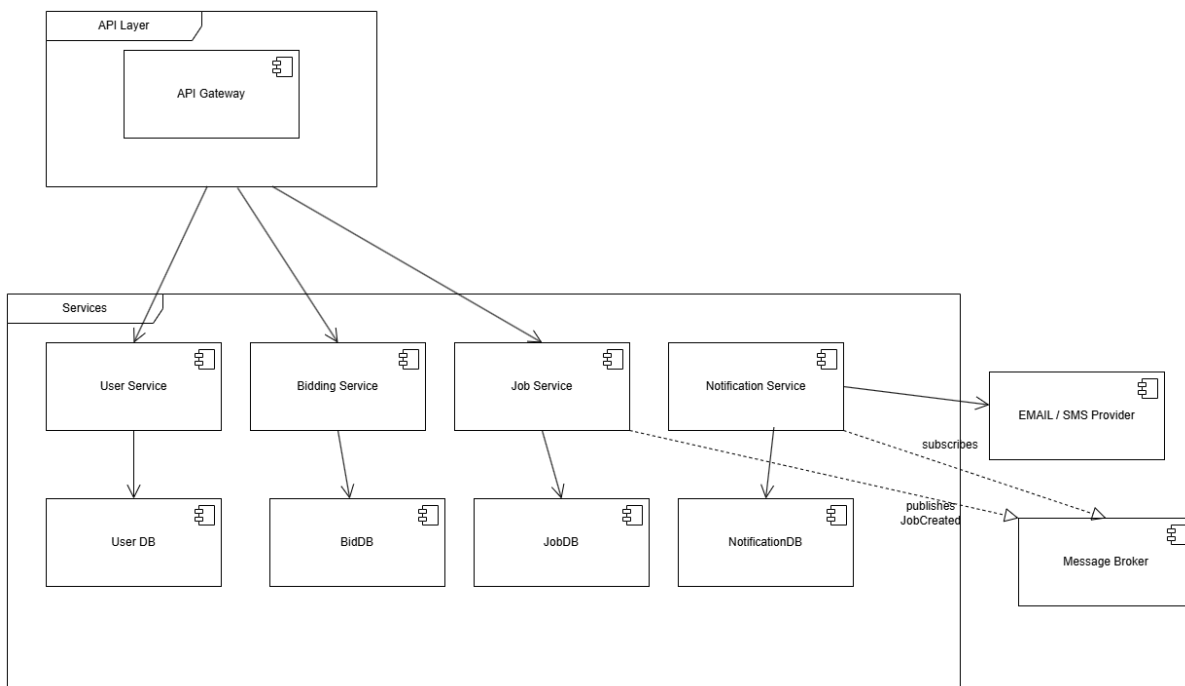 API Layer
API Gateway
Services
User Service
Bidding Service
Job Service
Notification Service
EMAIL / SMS Provider
subscribes
publishes
JobCreated
User DB
BidDB
JobDB
NotificationDB
Message Broker